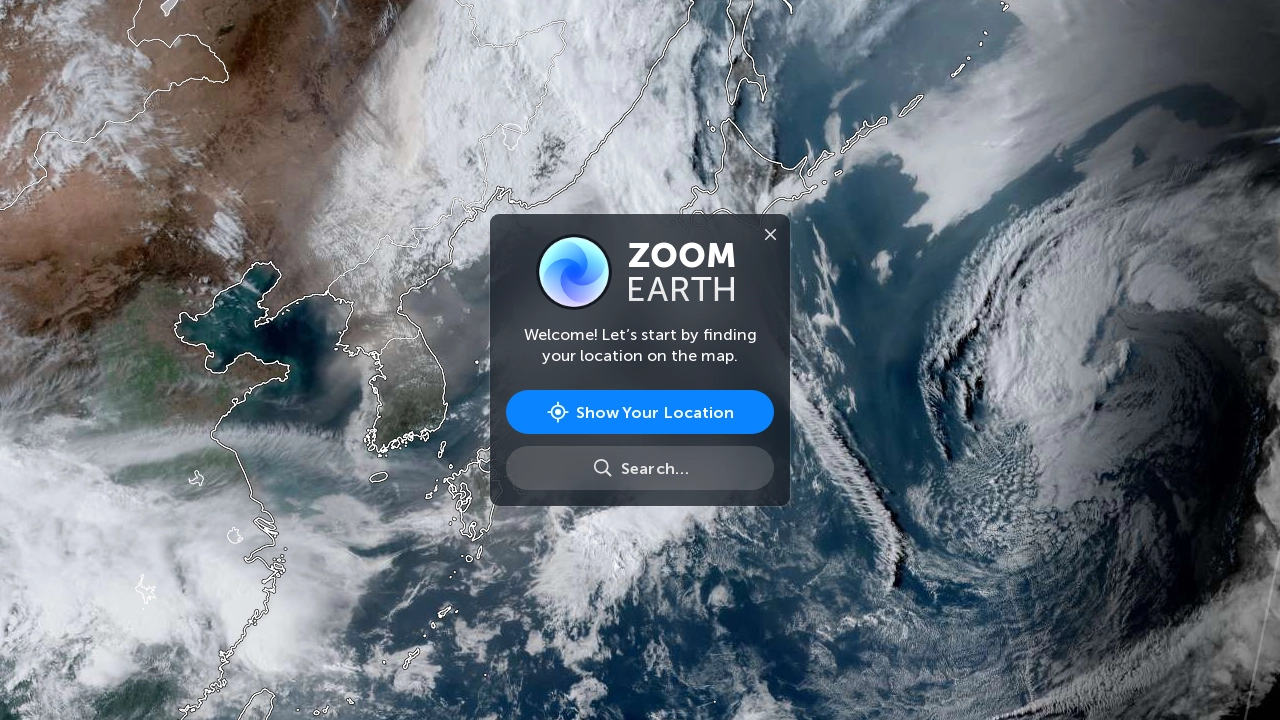 ZOOM
EARTH
Welcome! Let’s start by finding
your location on the map.
Show Your Location
Search...